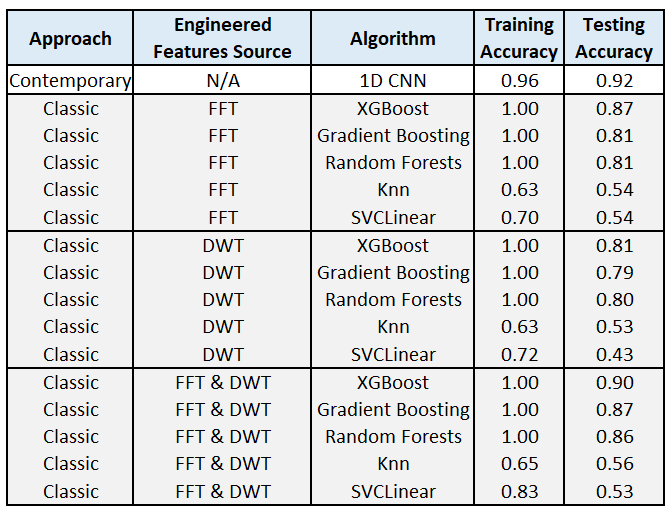 Approach Engineered Features Source Algorithm Training Accuracy Testing Accuracy
Contemporary N/A 1D CNN 0.96 0.92
Classic FFT XGBoost 1.00 0.87
Classic FFT Gradient Boosting 1.00 0.81
Classic FFT Random Forests 1.00 0.81
Classic FFT Knn 0.63 0.54
Classic FFT SVCLinear 0.70 0.54
Classic DWT XGBoost 1.00 0.81
Classic DWT Gradient Boosting 1.00 0.79
Classic DWT Random Forests 1.00 0.80
Classic DWT Knn 0.63 0.53
Classic DWT SVCLinear 0.72 0.43
Classic FFT & DWT XGBoost 1.00 0.90
Classic FFT & DWT Gradient Boosting 1.00 0.87
Classic FFT & DWT Random Forests 1.00 0.86
Classic FFT & DWT Knn 0.65 0.56
Classic FFT & DWT SVCLinear 0.83 0.53